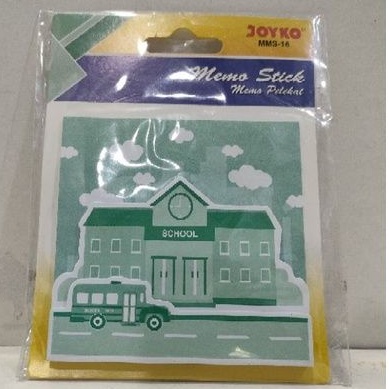 JOYKO
MMS-16
Memo Stick
Memo Pelekat
SCHOOL